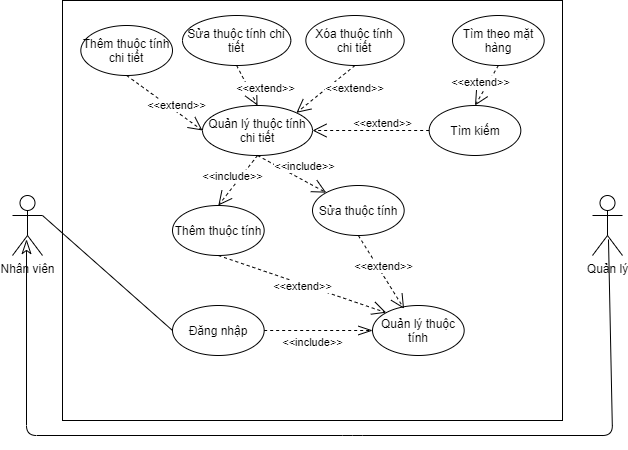 Thêm thuộc tính
chi tiết
Sửa thuộc tính chi
tiết
Xóa thuộc tính
chi tiết
Tìm theo mặt
hàng
<<extend>>
<<extend>>
<<extend>>
<<extend>>
Quản lý thuộc tính
chi tiết
<<extend>>
Tìm kiếm
<<include>>
<<include>>
Thêm thuộc tính
Sửa thuộc tính
Nhân viên
Quản lý
<<extend>>
<<extend>>
Đăng nhập
<<include>>
Quản lý thuộc
tính